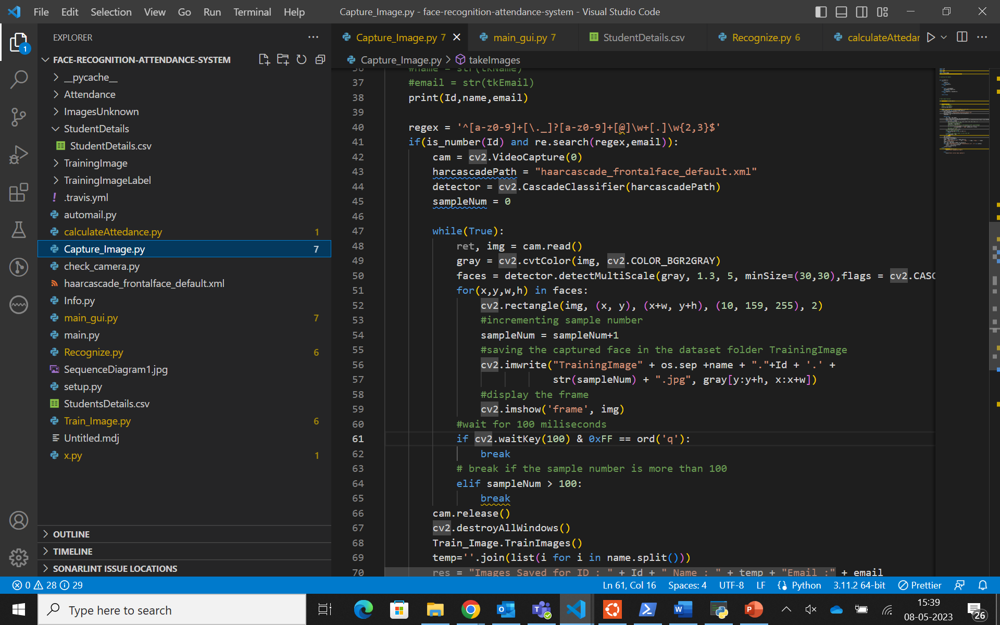 File Edit Selection View Go Run Terminal Help Capture_Image.py - face-recognition-attendance-system - Visual Studio Code
EXPLORER
1
FACE-RECOGNITION-ATTENDANCE-SYSTEM
__pycache__
Attendance
ImagesUnknown
StudentDetails
StudentDetails.csv
TrainingImage
TrainingImageLabel
.travis.yml
automail.py
calculateAttedance.py 1
Capture_Image.py 7
check_camera.py
haarcascade_frontalface_default.xml
Info.py
main_gui.py 7
main.py
Recognize.py 6
SequenceDiagram1.jpg
setup.py
StudentsDetails.csv
Train_Image.py 6
Untitled.mdj
x.py 1
OUTLINE
TIMELINE
SONARLINT ISSUE LOCATIONS
Capture_Image.py 7 main_gui.py 7 StudentDetails.csv Recognize.py 6 calculateAttedar
Capture_Image.py > takeImages
36 #name = str(tkName)
37 #email = str(tkEmail)
38 print(Id,name,email)
39
40 regex = '^[a-z0-9]+[\._]?[a-z0-9]+[@]\w+[.]\w{2,3}$'
41 if(is_number(Id) and re.search(regex,email)):
42 cam = cv2.VideoCapture(0)
43 harcascadePath = "haarcascade_frontalface_default.xml"
44 detector = cv2.CascadeClassifier(harcascadePath)
45 sampleNum = 0
46
47 while(True):
48 ret, img = cam.read()
49 gray = cv2.cvtColor(img, cv2.COLOR_BGR2GRAY)
50 faces = detector.detectMultiScale(gray, 1.3, 5, minSize=(30,30),flags = cv2.CASC
51 for(x,y,w,h) in faces:
52 cv2.rectangle(img, (x, y), (x+w, y+h), (10, 159, 255), 2)
53 #incrementing sample number
54 sampleNum = sampleNum+1
55 #saving the captured face in the dataset folder TrainingImage
56 cv2.imwrite("TrainingImage" + os.sep +name + "."+Id + '.' +
57 str(sampleNum) + ".jpg", gray[y:y+h, x:x+w])
58 #display the frame
59 cv2.imshow('frame', img)
60 #wait for 100 miliseconds
61 if cv2.waitKey(100) & 0xFF == ord('q'):
62 break
63 # break if the sample number is more than 100
64 elif sampleNum > 100:
65 break
66 cam.release()
67 cv2.destroyAllWindows()
68 Train_Image.TrainImages()
69 temp=''.join(list(i for i in name.split()))
70 res = "Images Saved for ID : " + Id + " Name : " + temp + "Email :" + email
0 28 29 Ln 61, Col 16 Spaces: 4 UTF-8 LF Python 3.11.2 64-bit Prettier
Type here to search
15:39
08-05-2023
26